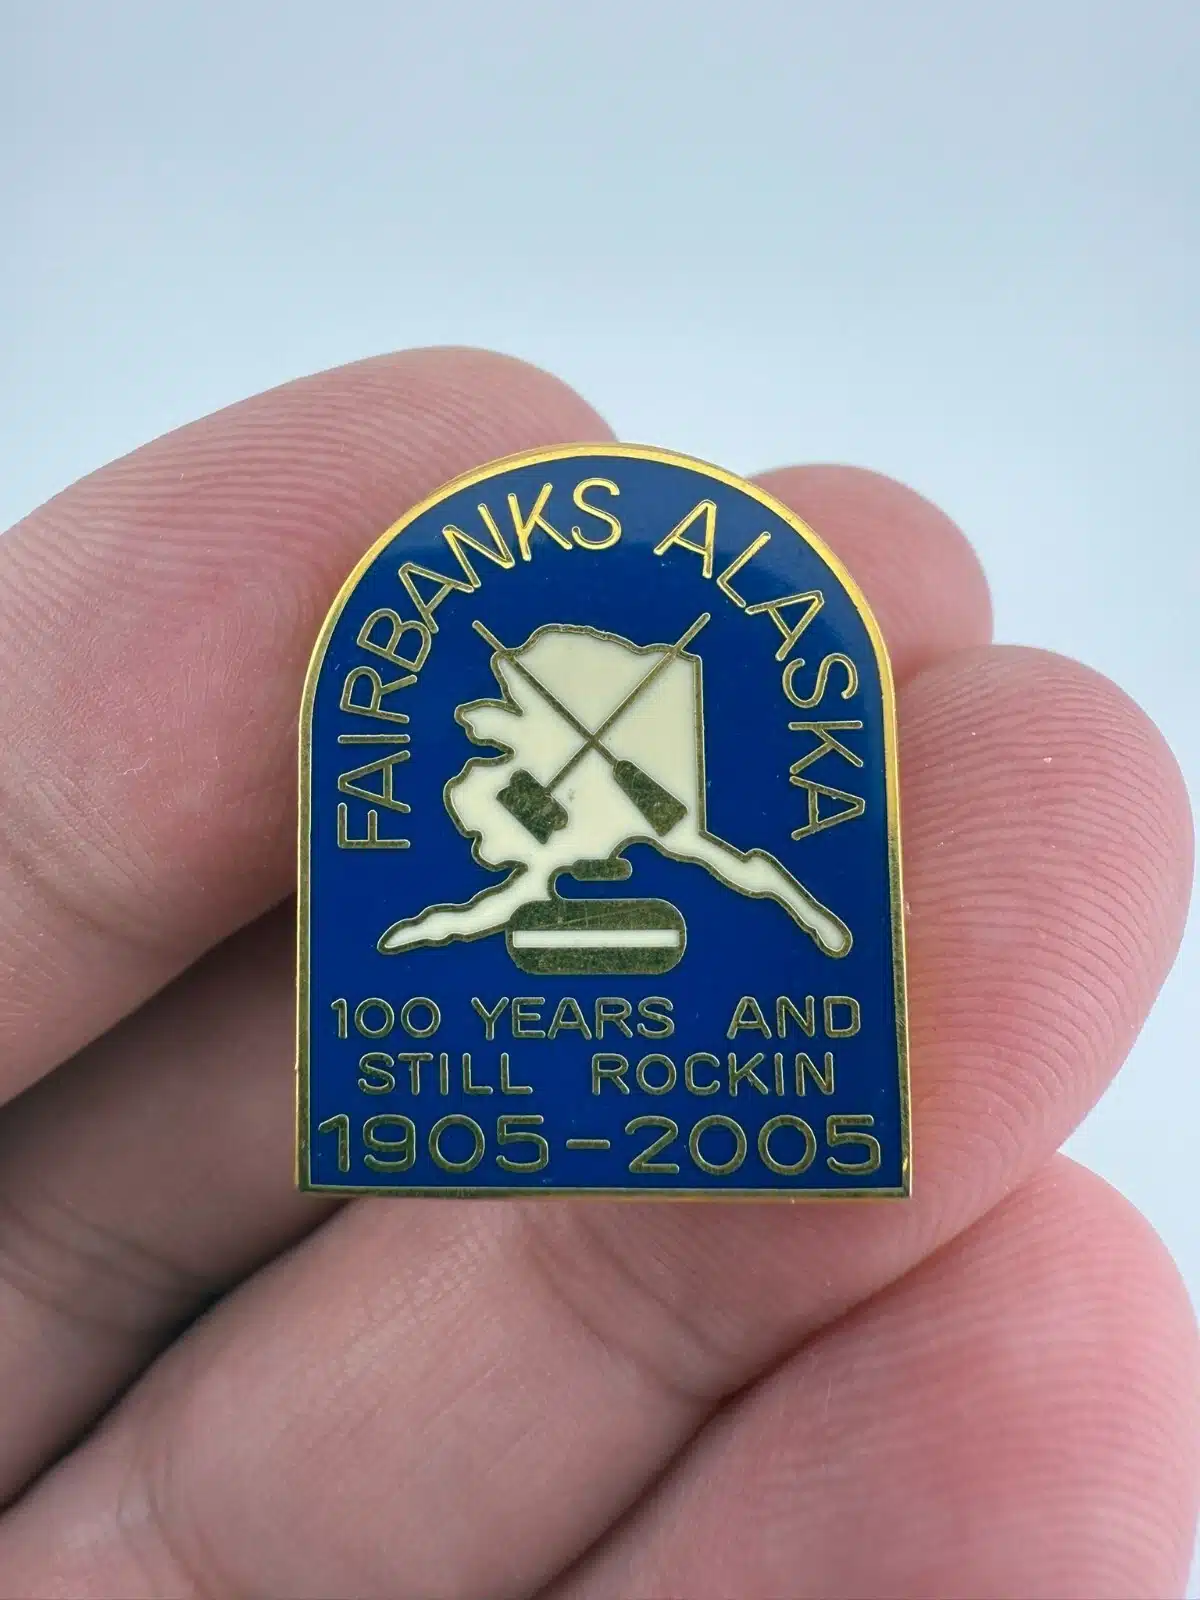 FAIRBANKS ALASKA
100 YEARS AND
STILL ROCKIN
1905-2005